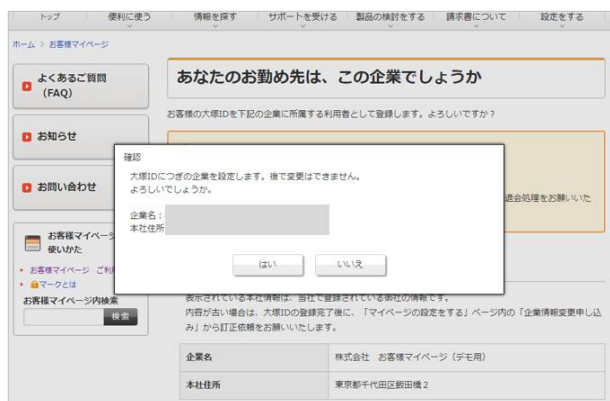 トップ 便利に使う 情報を探す サポートを受ける 製品の検討をする 請求書について 設定をする
ホーム > お客様マイページ
よくあるご質問
（FAQ）
お知らせ
お問い合わせ
お客様マイページ
使いかた
お客様マイページ ご利
マークとは
お客様マイページ内検索
検索
あなたのお勤め先は、この企業でしょうか
お客様の大塚IDを下記の企業に所属する利用者として登録します。よろしいですか？
退会処理をお願いいた
確認
大塚IDにつぎの企業を設定します。後で変更はできません。
よろしいでしょうか。
企業名：
本社住所
はい いいえ
表示されている本社情報は、当社で登録されている御社の情報です。
内容が古い場合は、大塚IDの登録完了後に、「マイページの設定をする」ページ内の「企業情報変更申し込
み」から訂正依頼をお願いいたします。
企業名 株式会社 お客様マイページ（デモ用）
本社住所 東京都千代田区飯田橋２